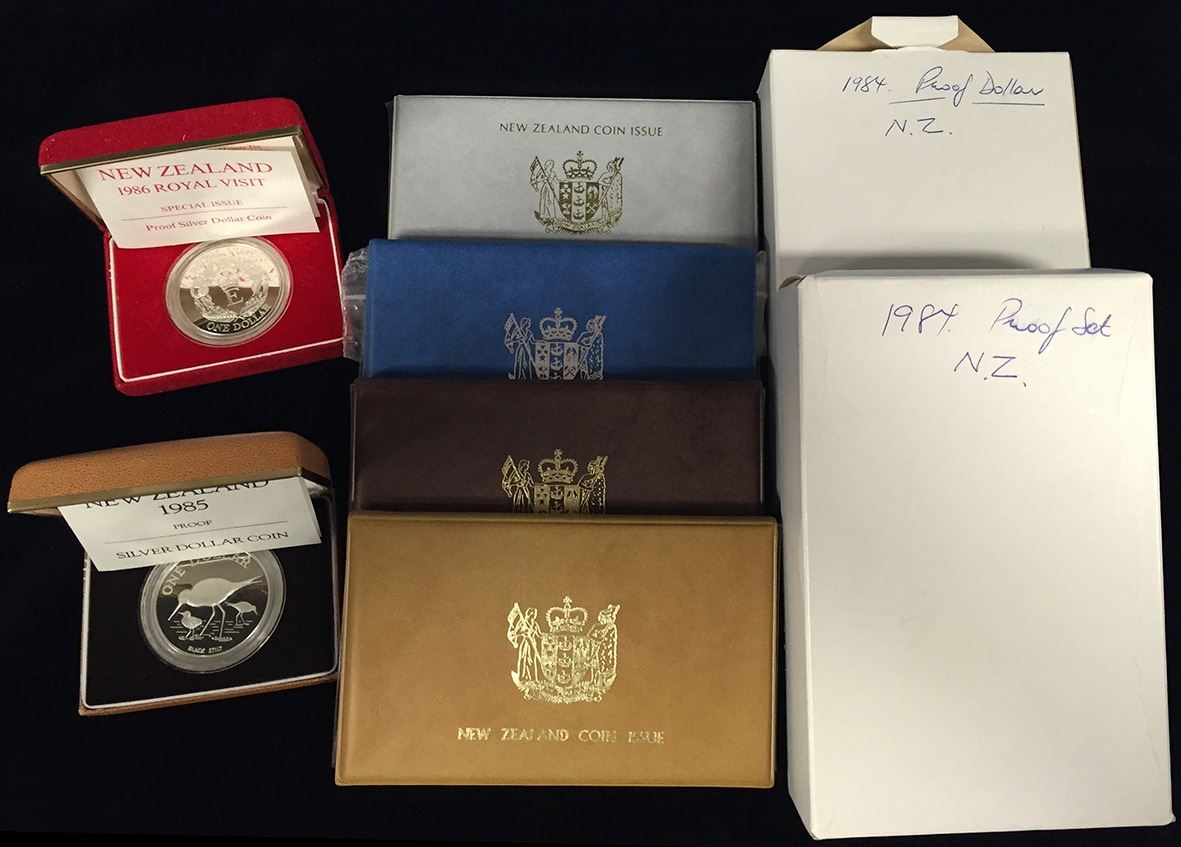 NEW ZEALAND
1986 ROYAL VISIT
SPECIAL ISSUE
Proof Silver Dollar Coin
E
ONE DOLLAR
NEW ZEALAND
1985
PROOF
SILVER DOLLAR COIN
ONE DOLLAR
BLACK STILT
NEW ZEALAND COIN ISSUE
NEW ZEALAND COIN ISSUE
1984. Proof Dollar
N.Z.
1984. Proof Set
N.Z.